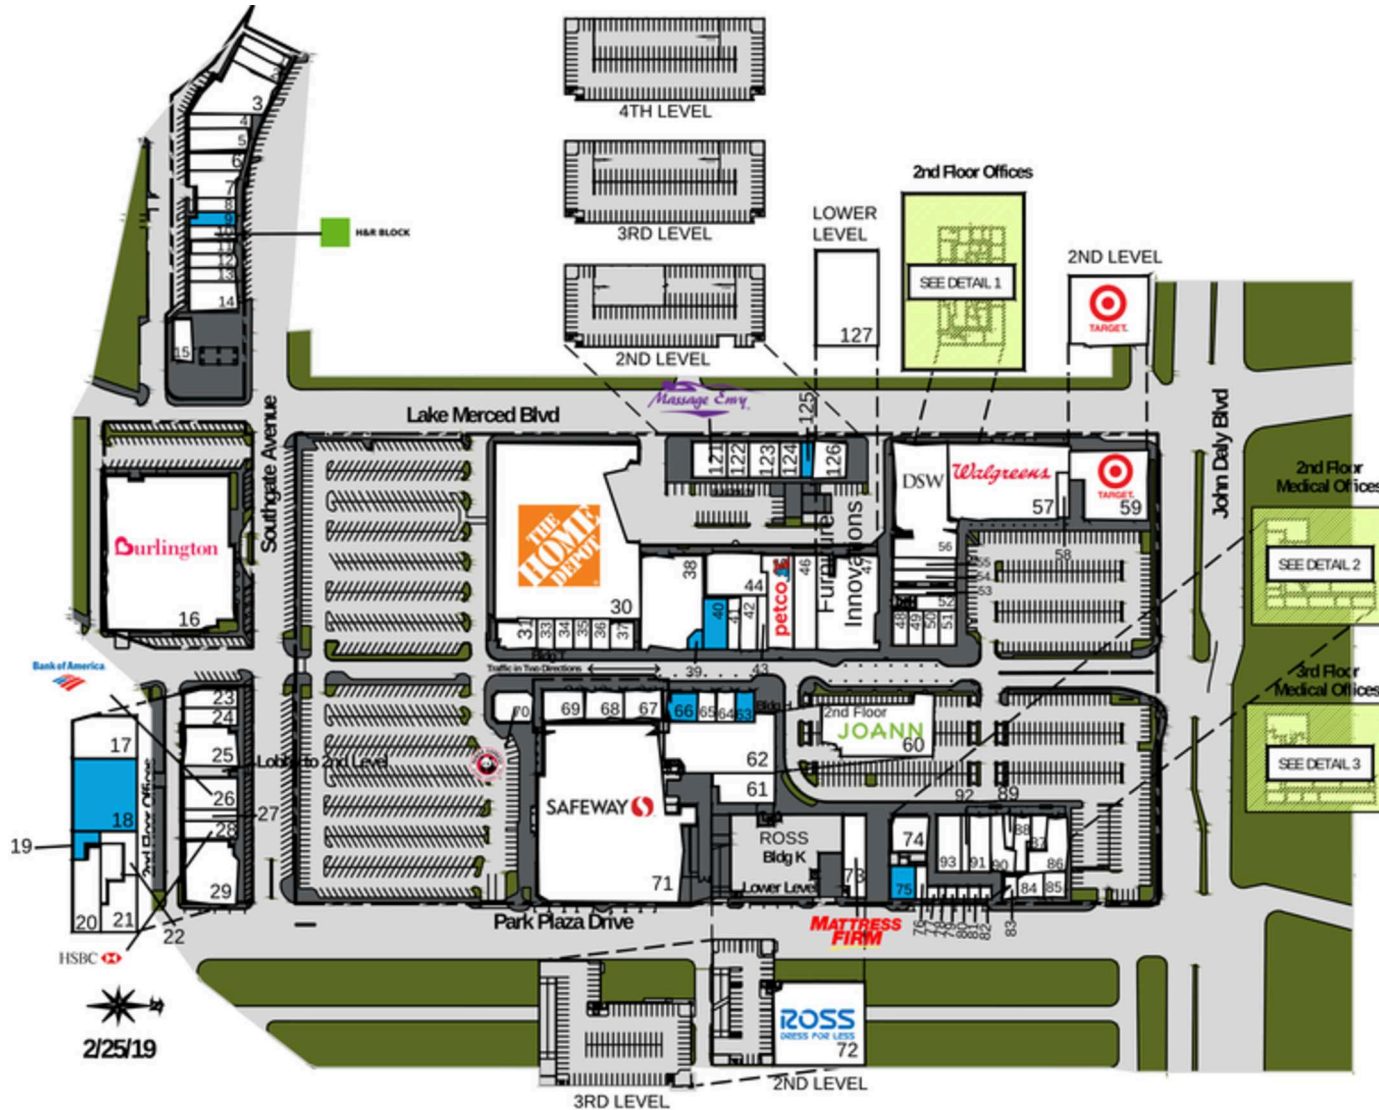 4TH LEVEL
3RD LEVEL
2ND LEVEL
2nd Floor Offices
SEE DETAIL 1
LOWER
LEVEL
127
2ND LEVEL
TARGET.
3
4
5
6
7
8
9
10
11
12
13
14
15
H&R BLOCK
Massage Envy
Lake Merced Blvd
Southgate Avenue
John Daly Blvd
Burlington
16
THE
HOME
DEPOT
30
31
33
34
35
36
37
38
39
40
41
42
43
44
petco
46
Furniture
Innovations
47
121
122
123
124
125
126
DSW
Walgreens
TARGET.
57
58
59
56
55
54
53
52
48
49
50
51
2nd Floor
Medical Offices
SEE DETAIL 2
3rd Floor
Medical Offices
SEE DETAIL 3
Traffic in Two Directions
Bank of America
17
18
19
20
21
22
2nd Floor Offices
23
24
25
Lobby to 2nd Level
26
27
28
29
HSBC
70
69
68
67
66
65
64
63
Bldg H
62
61
2nd Floor
JOANN
60
SAFEWAY
71
ROSS
Bldg K
Lower Level
73
74
75
76
77
78
79
80
81
82
83
84
85
86
87
88
89
90
91
92
93
MATTRESS
FIRM
Park Plaza Drive
ROSS
DRESS FOR LESS
72
2ND LEVEL
3RD LEVEL
2/25/19